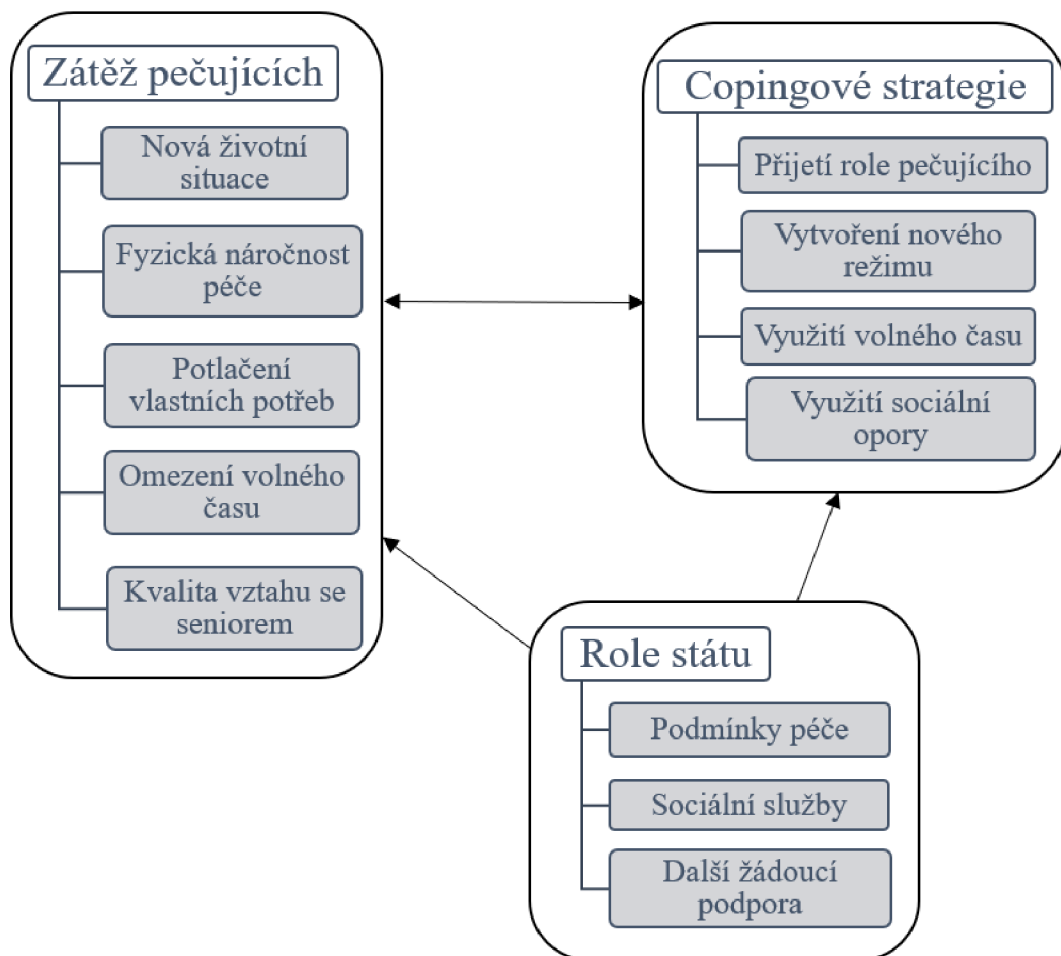 Zátěž pečujících
Nová životní
situace
Fyzická náročnost
péče
Potlačení
vlastních potřeb
Omezení volného
času
Kvalita vztahu se
seniorem
Copingové strategie
Přijetí role pečujícího
Vytvoření nového
režimu
Využití volného času
Využití sociální
opory
Role státu
Podmínky péče
Sociální služby
Další žádoucí
podpora